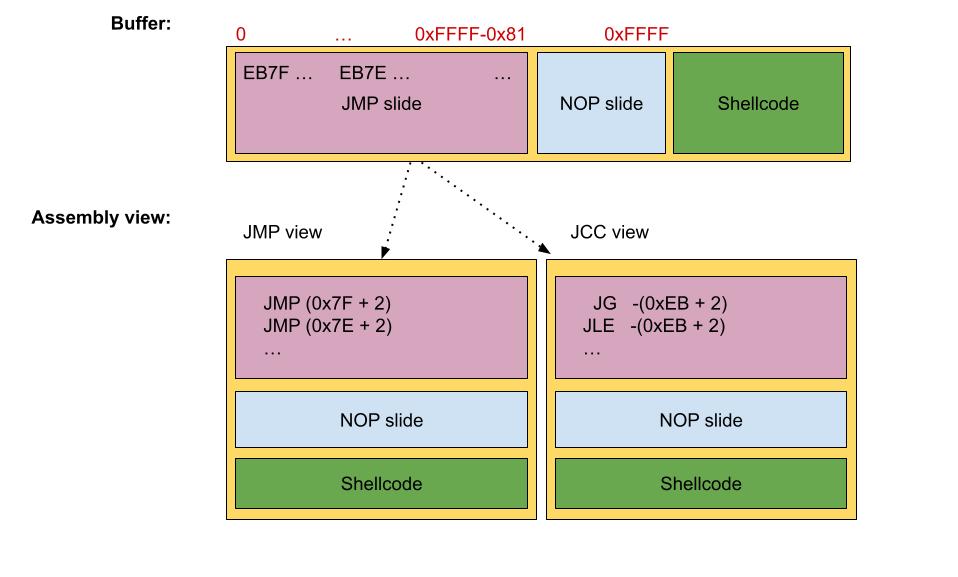 Buffer:
0 … 0xFFFF-0x81 0xFFFF
EB7F … EB7E … …
JMP slide
NOP slide
Shellcode
Assembly view:
JMP view
JCC view
JMP (0x7F + 2)
JMP (0x7E + 2)
…
NOP slide
Shellcode
JG -(0xEB + 2)
JLE -(0xEB + 2)
…
NOP slide
Shellcode